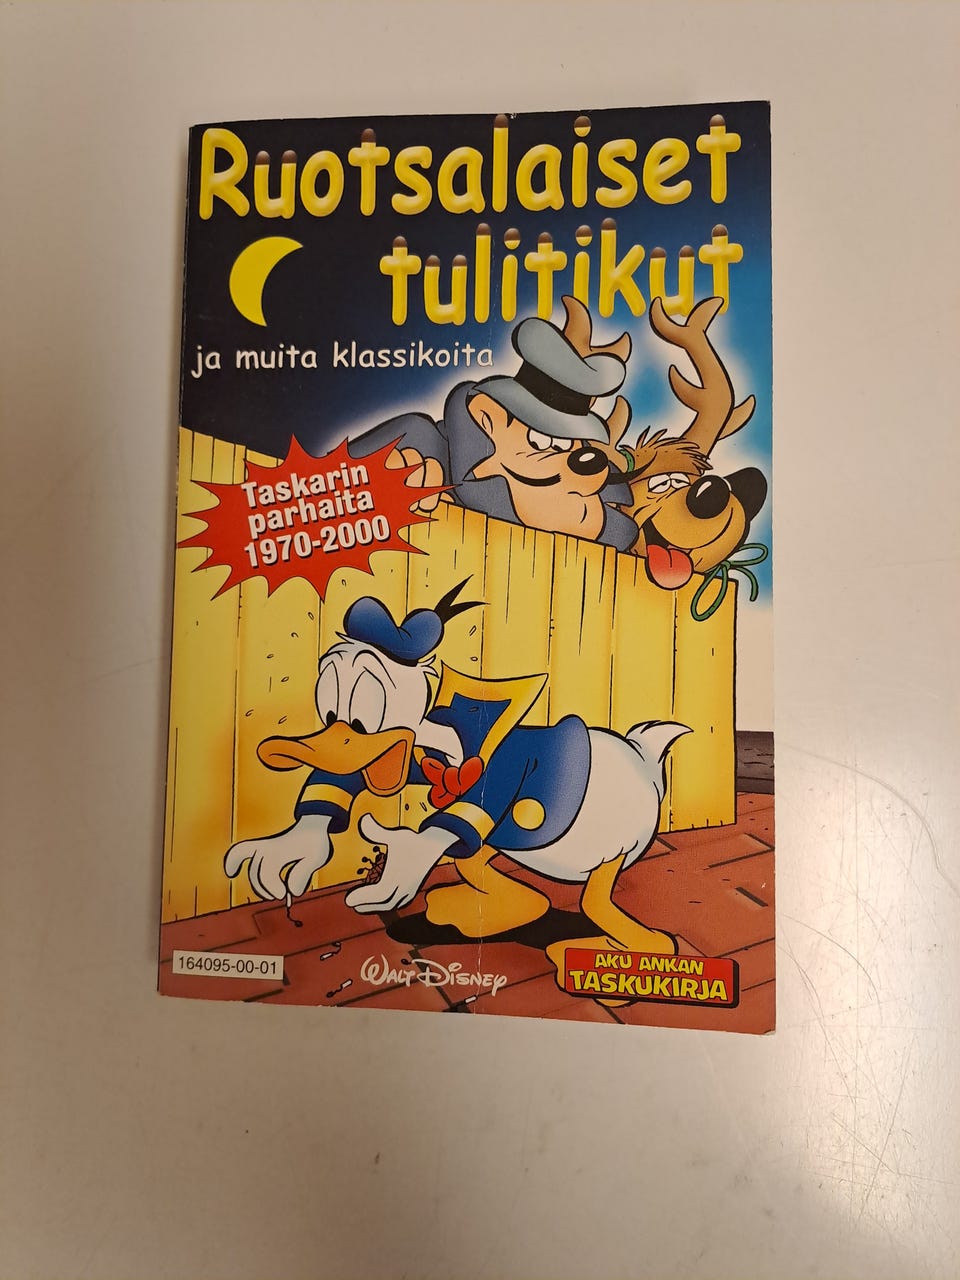 Ruotsalaiset
tulitikut
ja muita klassikoita
Taskarin
parhaita
1970-2000
164095-00-01
Walt Disney
AKU ANKAN
TASKUKIRJA